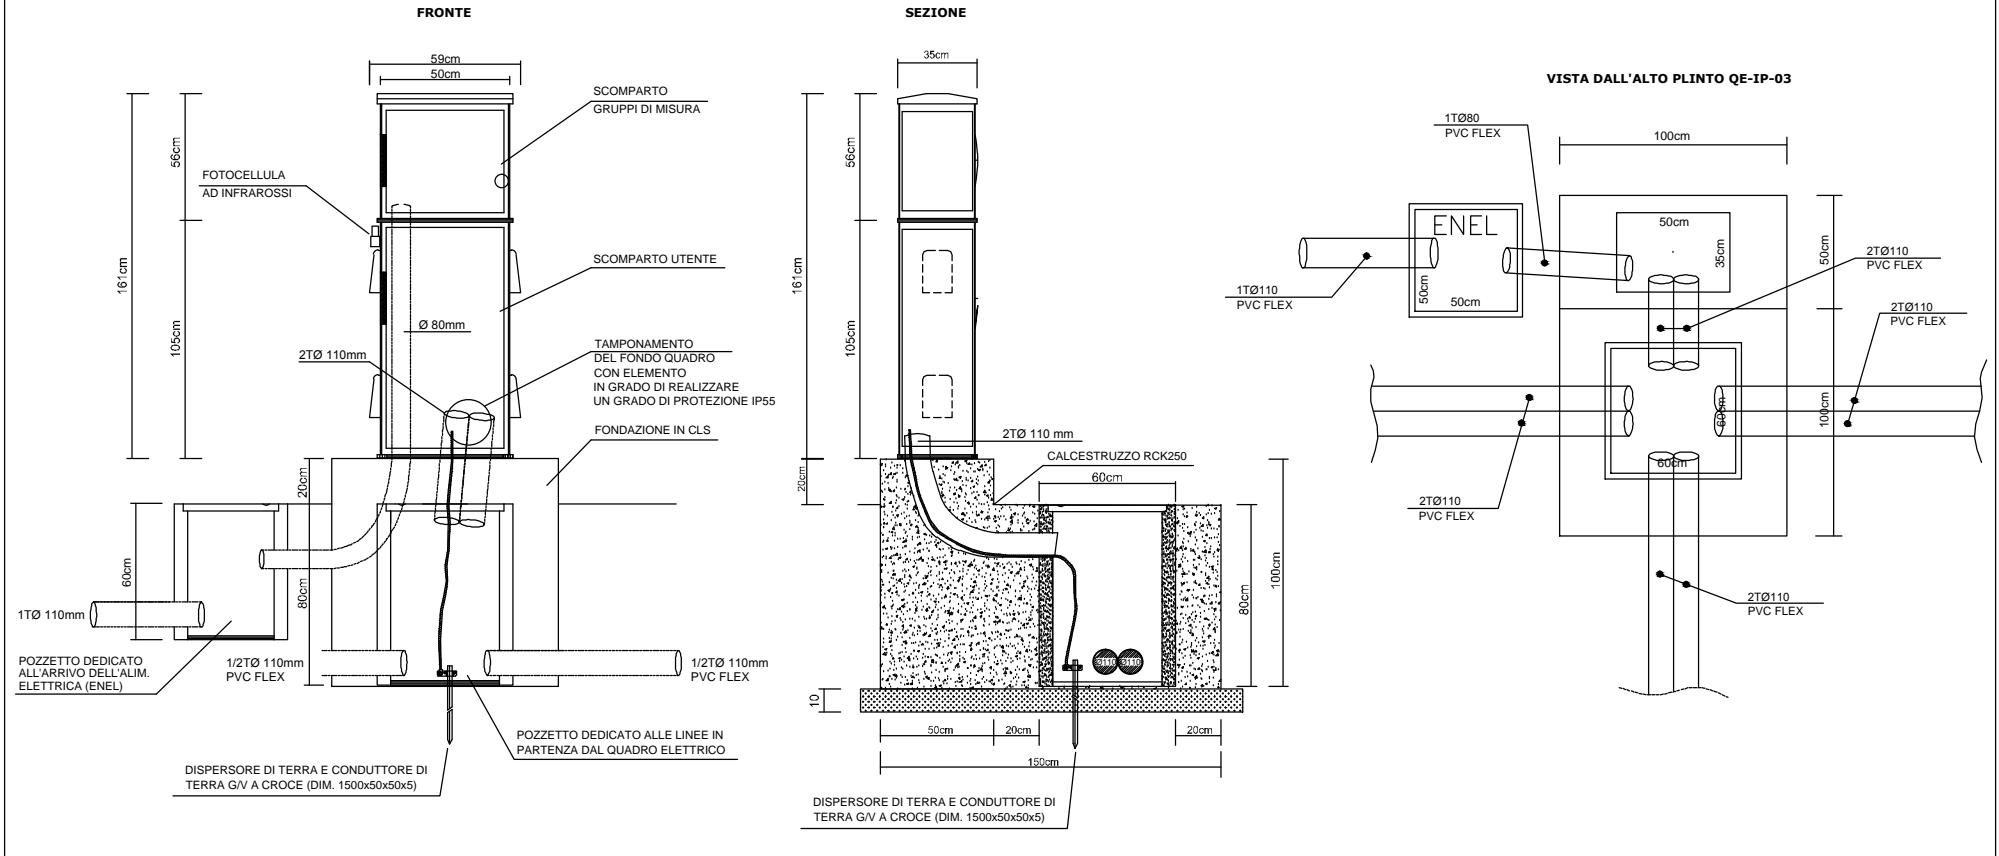 FRONTE
59cm
50cm
161cm
56cm
105cm
SCOMPARTO
GRUPPI DI MISURA
FOTOCELLULA
AD INFRAROSSI
SCOMPARTO UTENTE
Ø 80mm
2TØ 110mm
TAMPONAMENTO
DEL FONDO QUADRO
CON ELEMENTO
IN GRADO DI REALIZZARE
UN GRADO DI PROTEZIONE IP55
FONDAZIONE IN CLS
20cm
60cm
80cm
1TØ 110mm
POZZETTO DEDICATO
ALL'ARRIVO DELL'ALIM.
ELETTRICA (ENEL)
1/2TØ 110mm
PVC FLEX
1/2TØ 110mm
PVC FLEX
POZZETTO DEDICATO ALLE LINEE IN
PARTENZA DAL QUADRO ELETTRICO
DISPERSORE DI TERRA E CONDUTTORE DI
TERRA G/V A CROCE (DIM. 1500x50x50x5)
SEZIONE
35cm
161cm
56cm
105cm
2TØ 110 mm
CALCESTRUZZO RCK250
20cm
60cm
80cm
100cm
Ø110
Ø110
10
50cm
20cm
20cm
150cm
DISPERSORE DI TERRA E CONDUTTORE DI
TERRA G/V A CROCE (DIM. 1500x50x50x5)
VISTA DALL'ALTO PLINTO QE-IP-03
1TØ80
PVC FLEX
100cm
ENEL
50cm
50cm
1TØ110
PVC FLEX
50cm
35cm
50cm
2TØ110
PVC FLEX
2TØ110
PVC FLEX
100cm
60cm
60cm
2TØ110
PVC FLEX
2TØ110
PVC FLEX